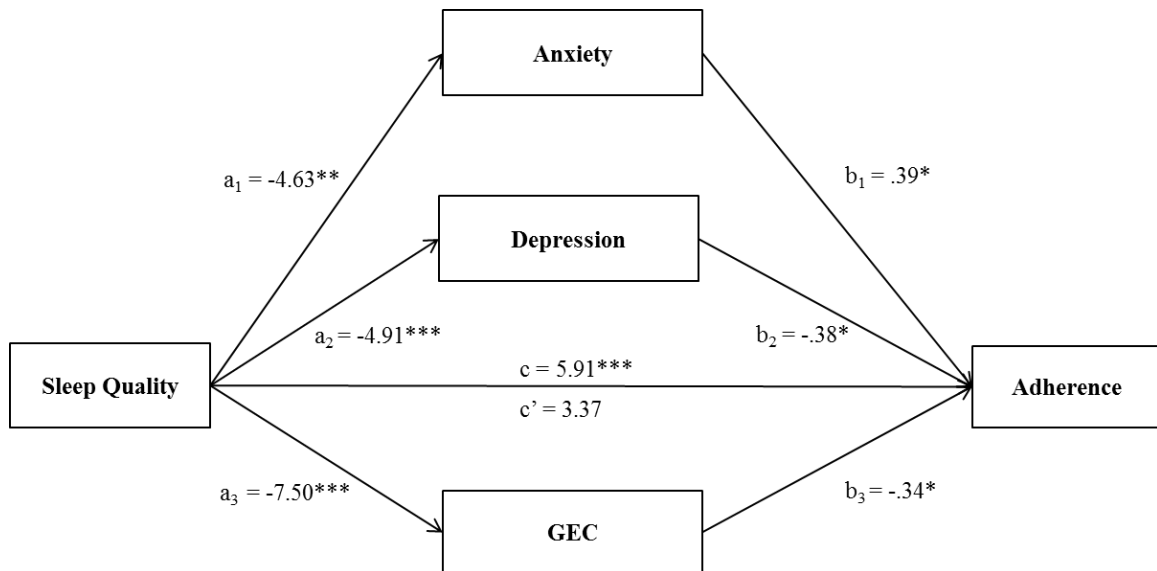 Anxiety
a₁ = -4.63**
b₁ = .39*
Depression
a₂ = -4.91***
b₂ = -.38*
Sleep Quality
c = 5.91***
c’ = 3.37
Adherence
a₃ = -7.50***
b₃ = -.34*
GEC